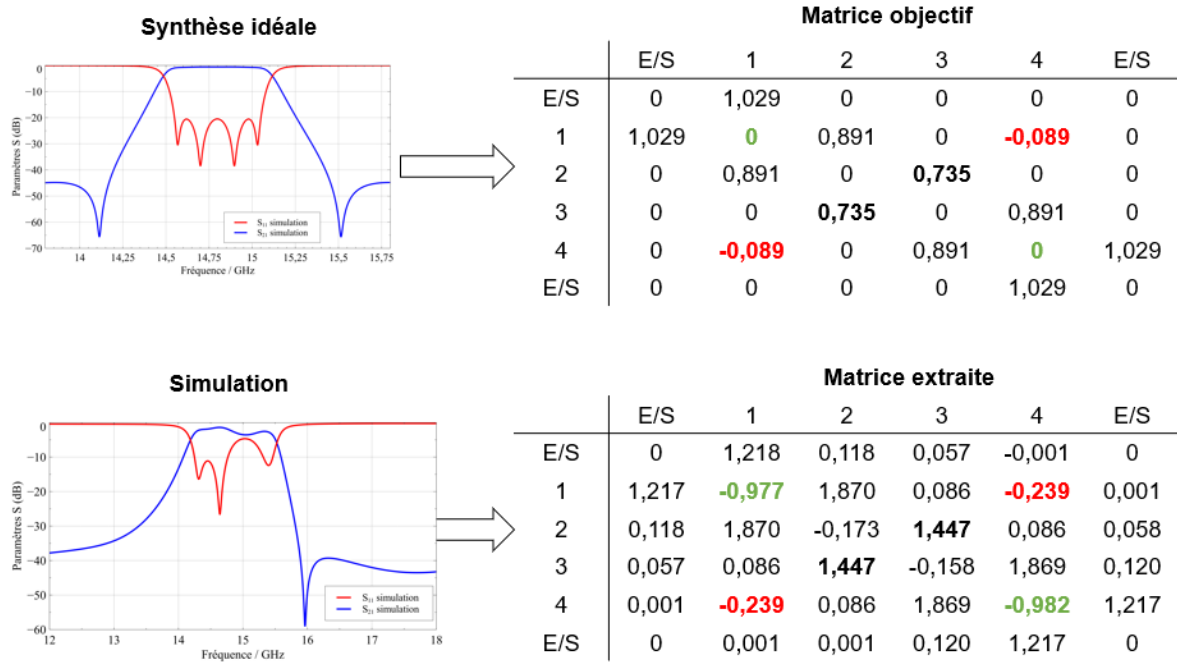 Synthèse idéale
Matrice objectif
0
−10
−20
−30
−40
−50
−60
−70
Paramètres S (dB)
S11 simulation
S21 simulation
14 14,25 14,5 14,75 15 15,25 15,5 15,75
Fréquence / GHz
E/S 1 2 3 4 E/S
E/S 0 1,029 0 0 0 0
1 1,029 0 0,891 0 -0,089 0
2 0 0,891 0 0,735 0 0
3 0 0 0,735 0 0,891 0
4 0 -0,089 0 0,891 0 1,029
E/S 0 0 0 0 1,029 0
Simulation
Matrice extraite
0
−10
−20
−30
−40
−50
−60
Paramètres S (dB)
S11 simulation
S21 simulation
12 13 14 15 16 17 18
Fréquence / GHz
E/S 1 2 3 4 E/S
E/S 0 1,218 0,118 0,057 -0,001 0
1 1,217 -0,977 1,870 0,086 -0,239 0,001
2 0,118 1,870 -0,173 1,447 0,086 0,058
3 0,057 0,086 1,447 -0,158 1,869 0,120
4 0,001 -0,239 0,086 1,869 -0,982 1,217
E/S 0 0,001 0,001 0,120 1,217 0